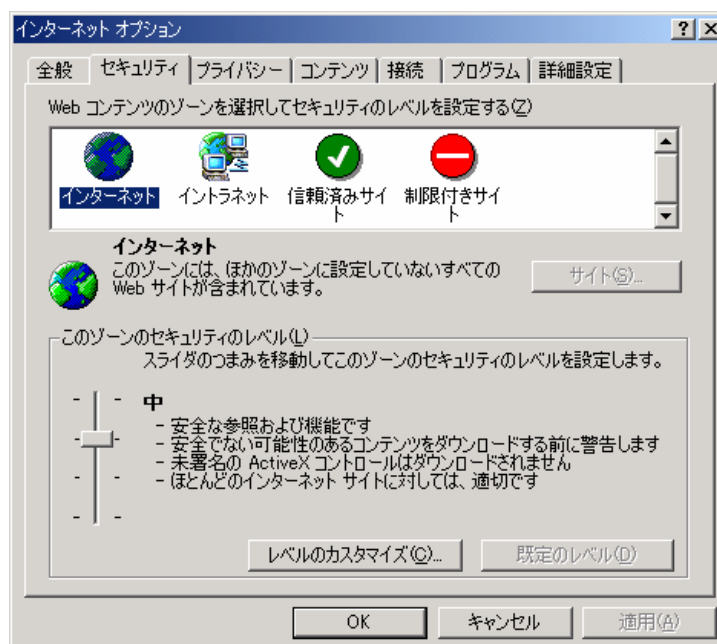 インターネット オプション
全般 セキュリティ プライバシー コンテンツ 接続 プログラム 詳細設定
Web コンテンツのゾーンを選択してセキュリティのレベルを設定する(Z)
インターネット イントラネット 信頼済みサイト 制限付きサイト
インターネット
このゾーンには、ほかのゾーンに設定していないすべての
Web サイトが含まれています。
サイト(S)...
このゾーンのセキュリティのレベル(L)
スライダのつまみを移動してこのゾーンのセキュリティのレベルを設定します。
中
- 安全な参照および機能です
- 安全でない可能性のあるコンテンツをダウンロードする前に警告します
- 未署名の ActiveX コントロールはダウンロードされません
- ほとんどのインターネット サイトに対しては、適切です
レベルのカスタマイズ(C)... 既定のレベル(D)
OK キャンセル 適用(A)